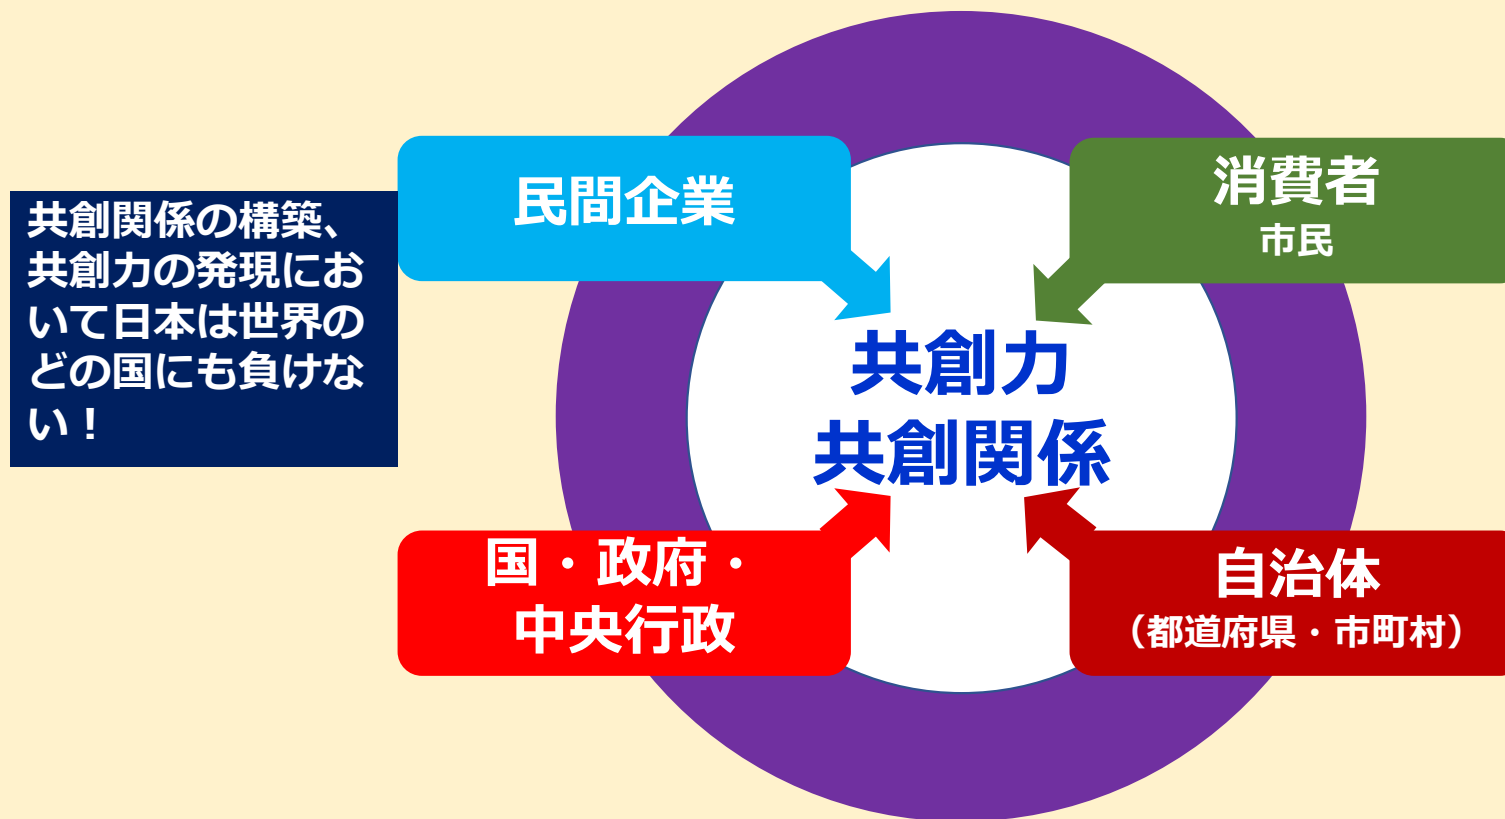 民間企業
消費者
市民
共創関係の構築、
共創力の発現にお
いて日本は世界の
どの国にも負けな
い！
共創力
共創関係
国・政府・
中央行政
自治体
（都道府県・市町村）